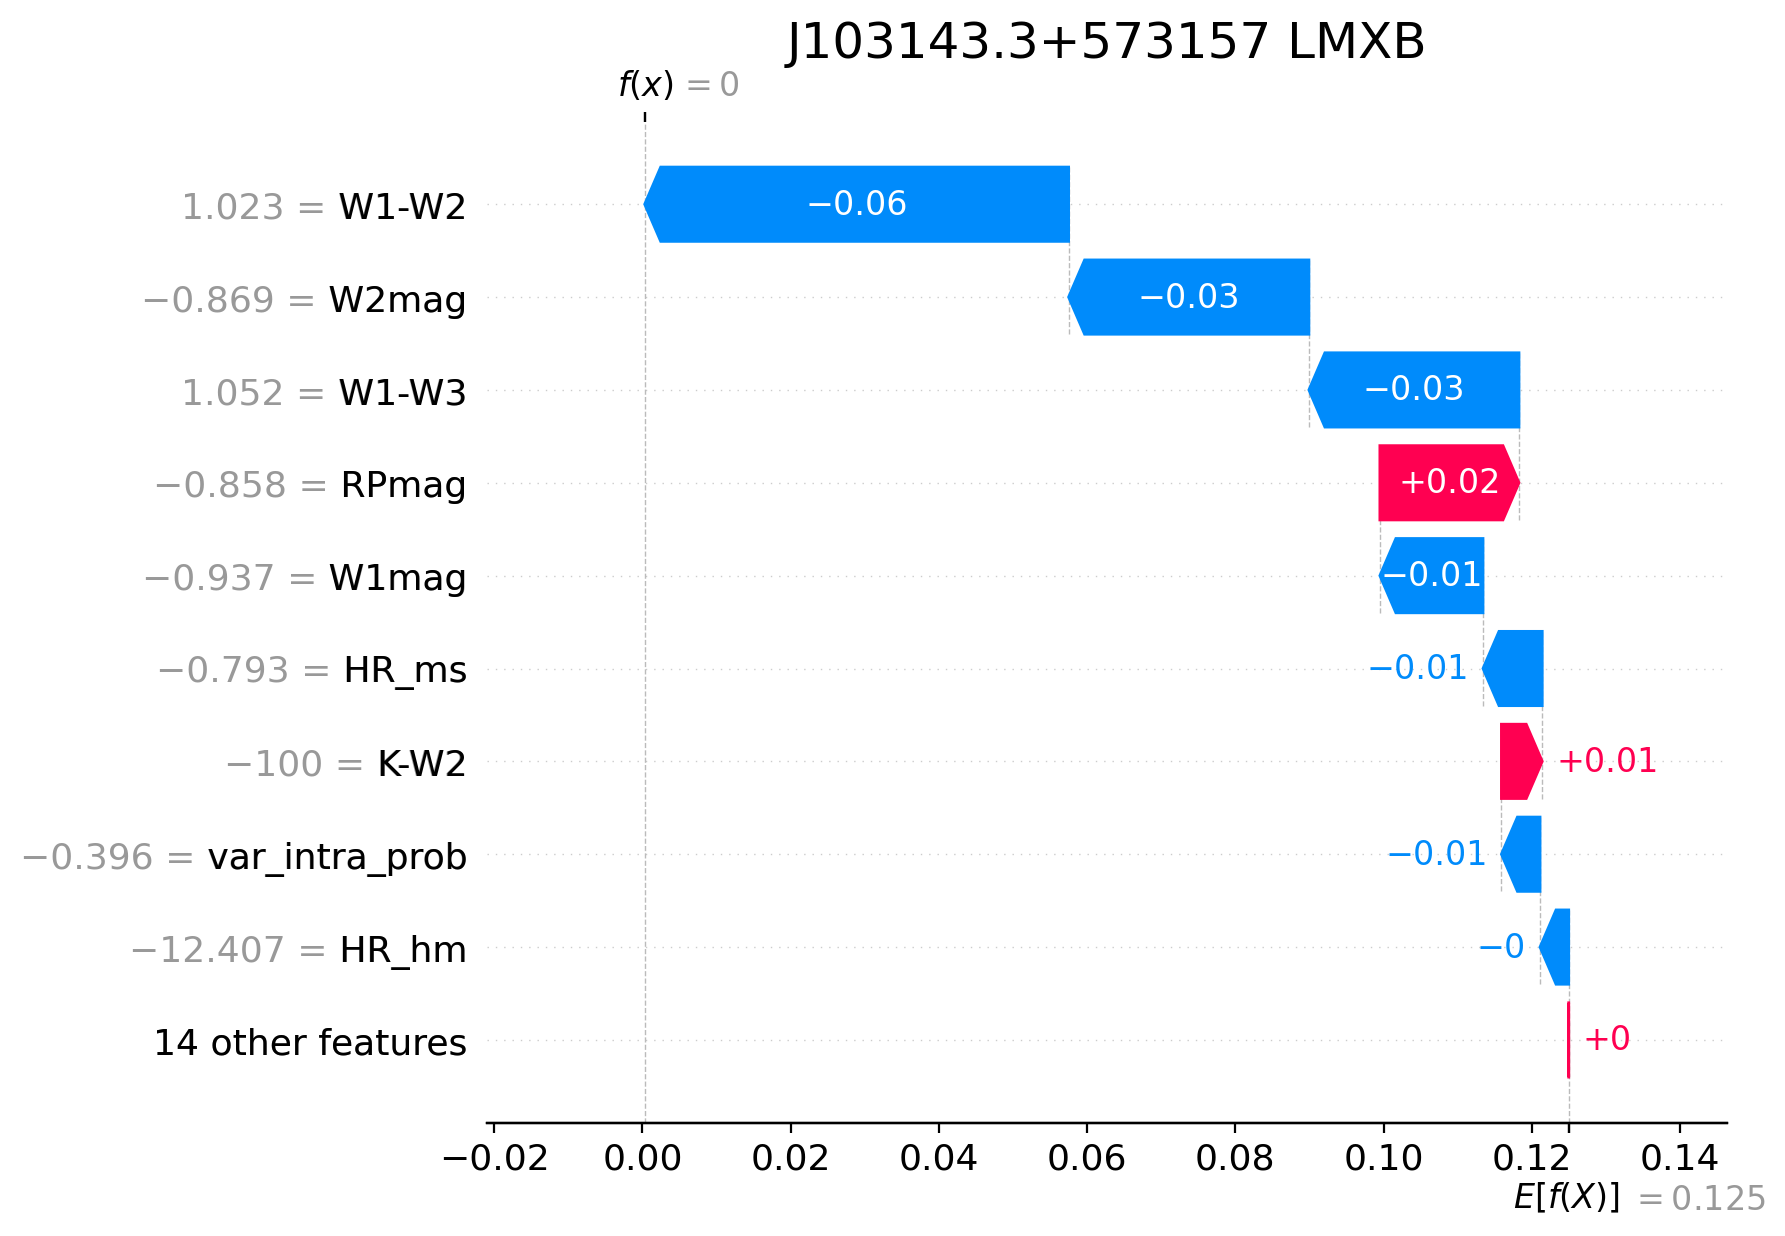 J103143.3+573157 LMXB
f(x) = 0
1.023 = W1-W2
−0.06
−0.869 = W2mag
−0.03
1.052 = W1-W3
−0.03
−0.858 = RPmag
+0.02
−0.937 = W1mag
−0.01
−0.793 = HR_ms
−0.01
−100 = K-W2
+0.01
−0.396 = var_intra_prob
−0.01
−12.407 = HR_hm
−0
14 other features
+0
−0.02 0.00 0.02 0.04 0.06 0.08 0.10 0.12 0.14
E[f(X)] = 0.125